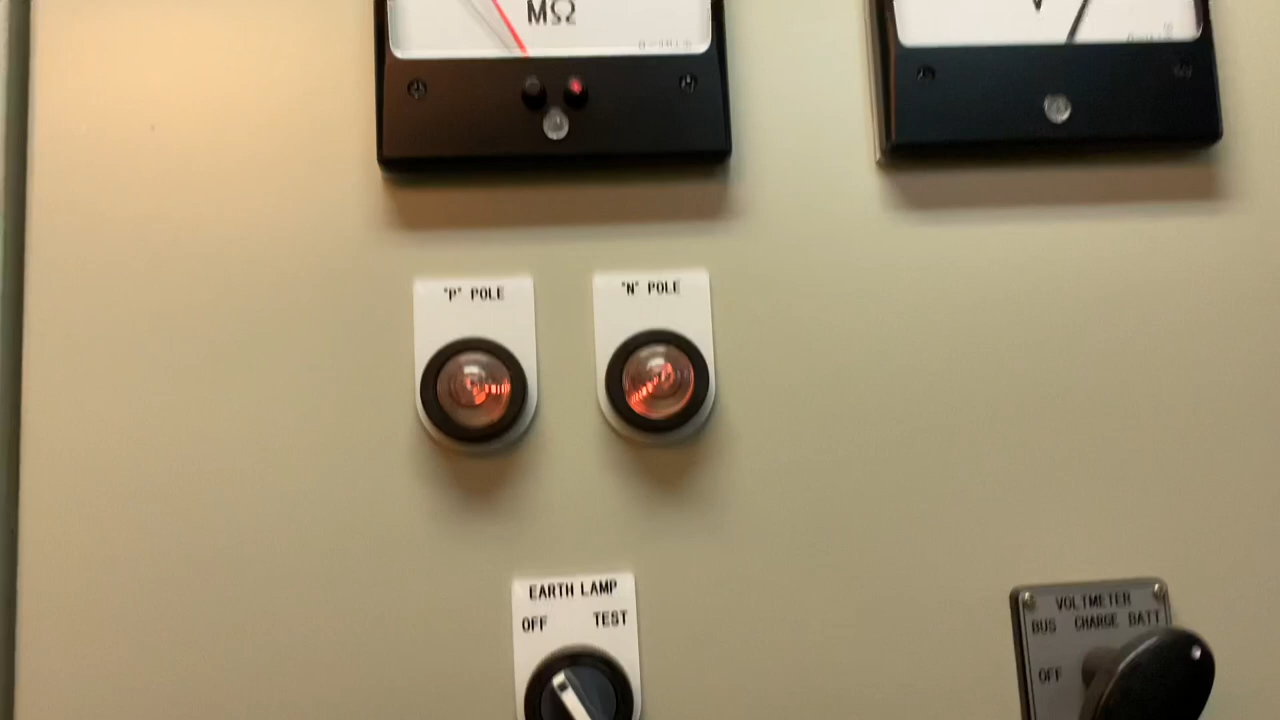 MΩ
V
"P" POLE
"N" POLE
EARTH LAMP
OFF TEST
VOLTMETER
BUS CHARGE BATT
OFF